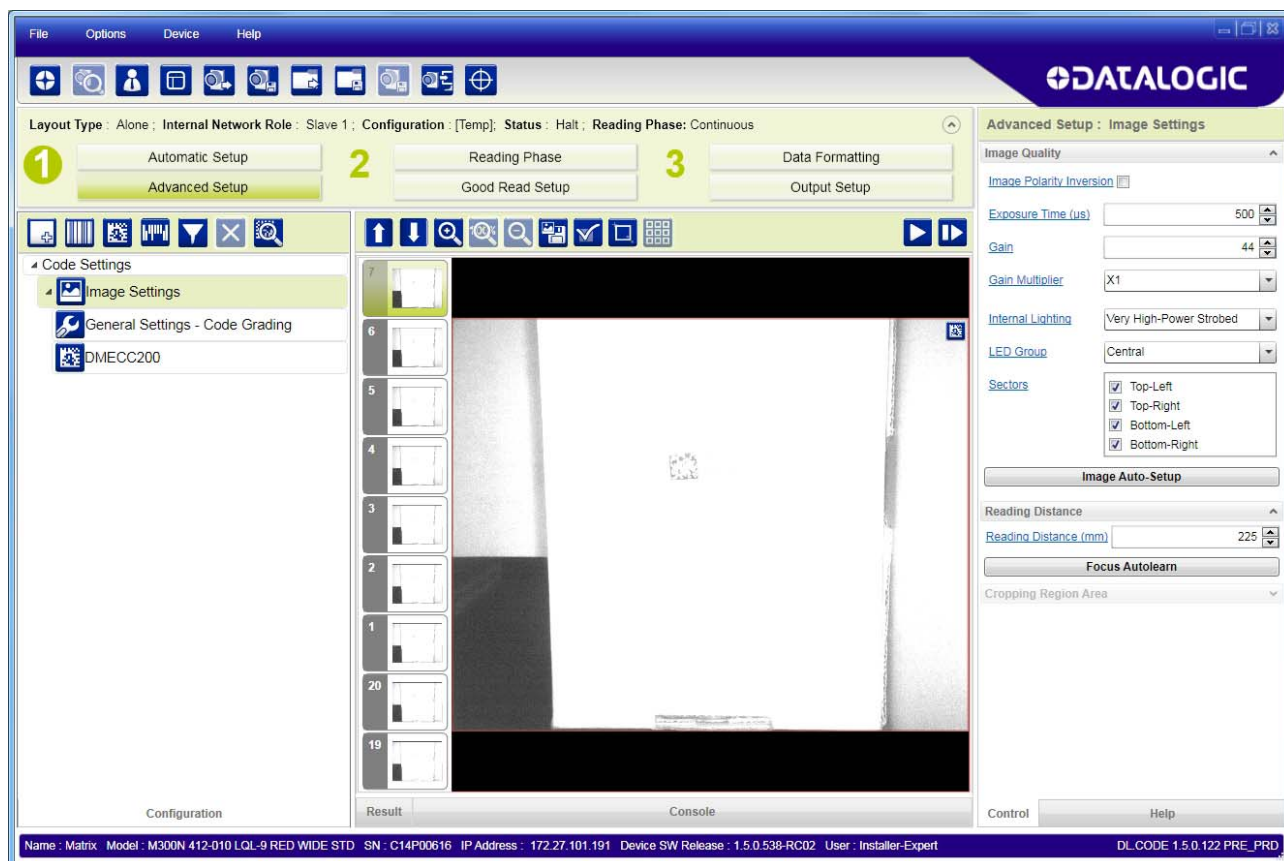 File Options Device Help
DATALOGIC
Layout Type : Alone ; Internal Network Role : Slave 1 ; Configuration : [Temp]; Status : Halt ; Reading Phase: Continuous
1 Automatic Setup 2 Reading Phase 3 Data Formatting
Advanced Setup Good Read Setup Output Setup
Code Settings
Image Settings
General Settings - Code Grading
DMECC200
Configuration
7
6
5
4
3
2
1
20
19
Result Console
Advanced Setup : Image Settings
Image Quality
Image Polarity Inversion
Exposure Time (µs) 500
Gain 44
Gain Multiplier X1
Internal Lighting Very High-Power Strobed
LED Group Central
Sectors Top-Left
Top-Right
Bottom-Left
Bottom-Right
Image Auto-Setup
Reading Distance
Reading Distance (mm) 225
Focus Autolearn
Cropping Region Area
Control Help
Name : Matrix Model : M300N 412-010 LQL-9 RED WIDE STD SN : C14P00616 IP Address : 172.27.101.191 Device SW Release : 1.5.0.538-RC02 User : Installer-Expert DL.CODE 1.5.0.122 PRE_PRD